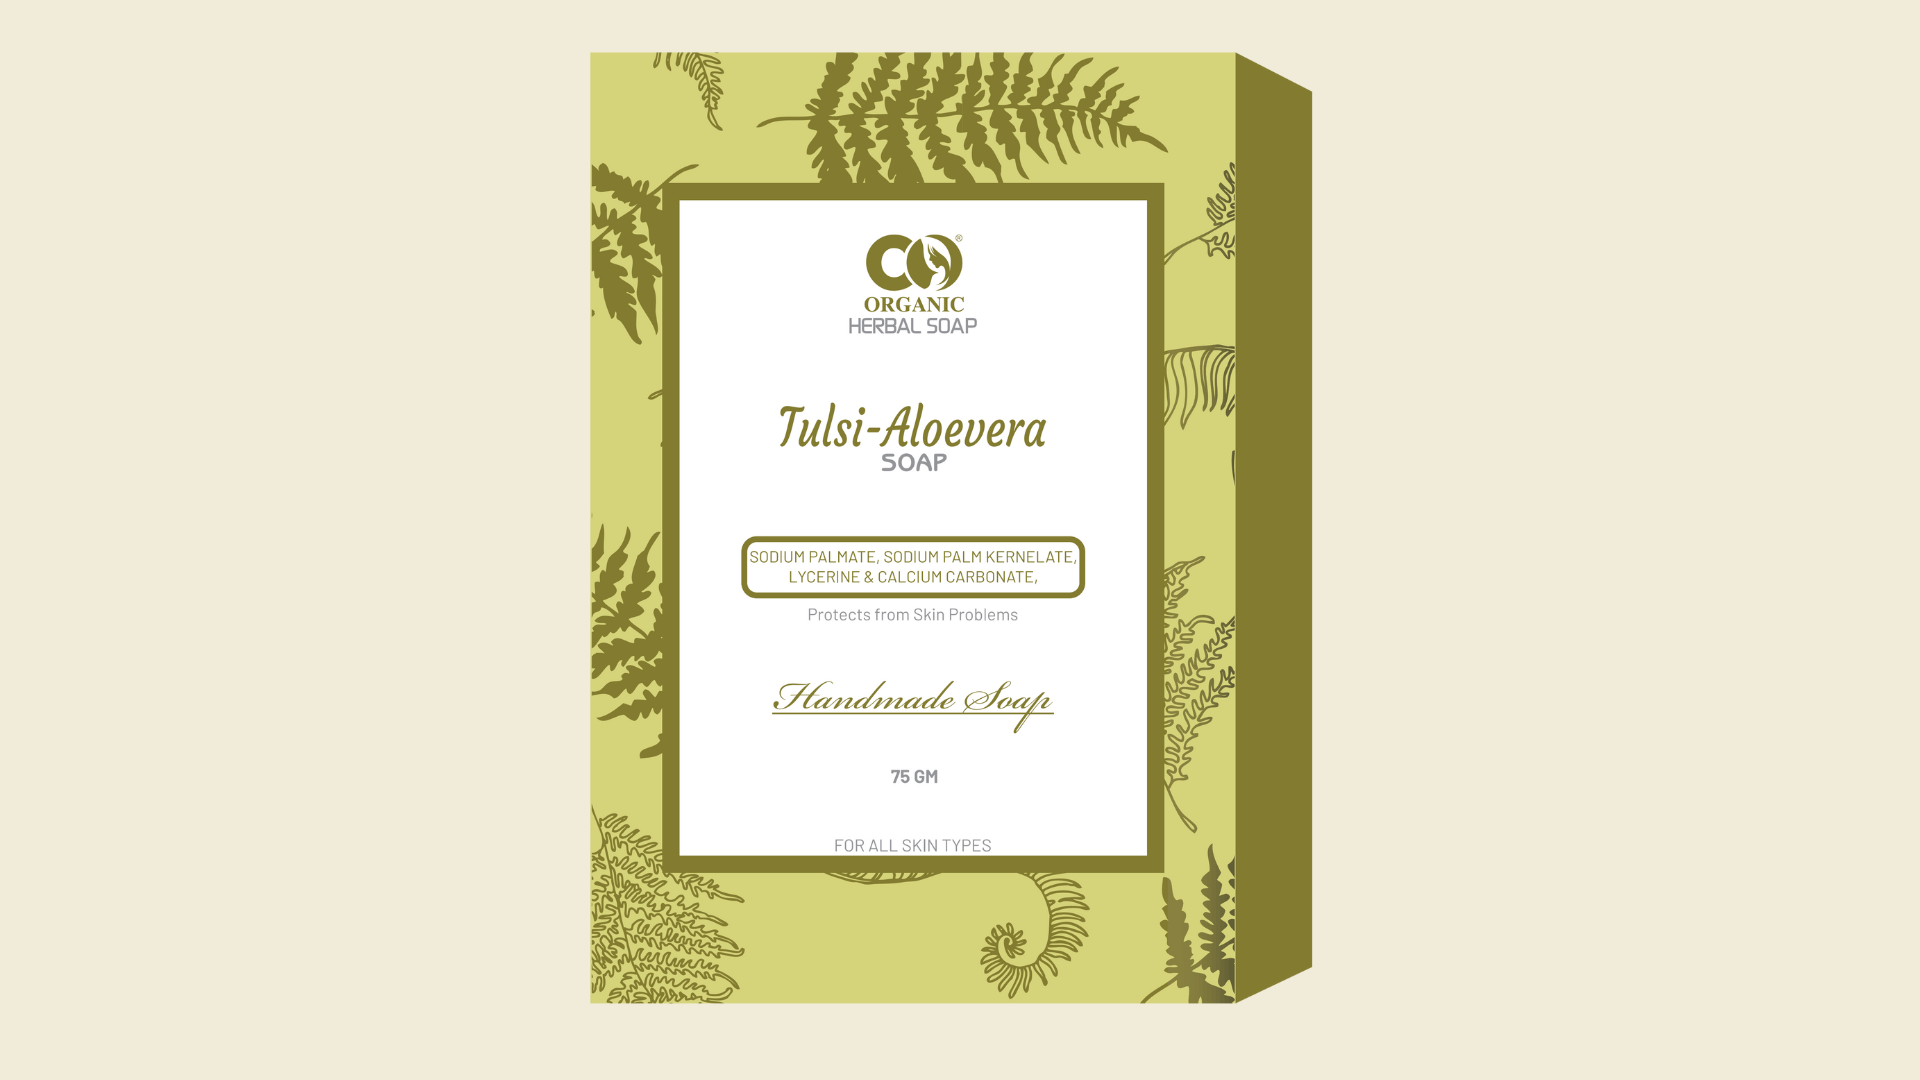 CO®
ORGANIC
HERBAL SOAP
Tulsi-Aloevera
SOAP
SODIUM PALMATE, SODIUM PALM KERNELATE,
LYCERINE & CALCIUM CARBONATE,
Protects from Skin Problems
Handmade Soap
75 GM
FOR ALL SKIN TYPES